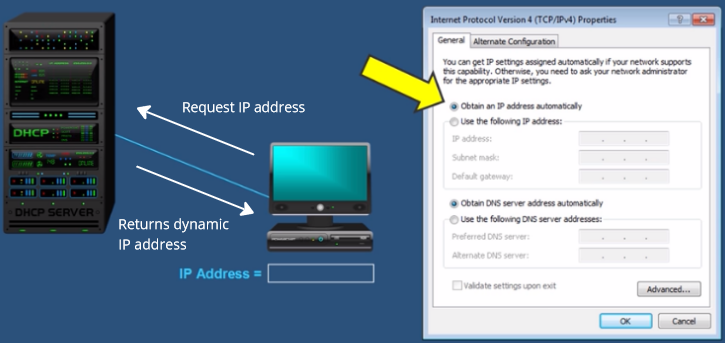 DHCP
DHCP SERVER
Request IP address
Returns dynamic
IP address
IP Address =
Internet Protocol Version 4 (TCP/IPv4) Properties
General
Alternate Configuration
You can get IP settings assigned automatically if your network supports
this capability. Otherwise, you need to ask your network administrator
for the appropriate IP settings.
Obtain an IP address automatically
Use the following IP address:
IP address:
Subnet mask:
Default gateway:
Obtain DNS server address automatically
Use the following DNS server addresses:
Preferred DNS server:
Alternate DNS server:
Validate settings upon exit
Advanced...
OK
Cancel